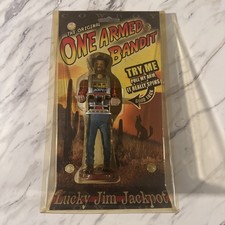 THE ORIGINAL
ONE ARMED
BANDIT
TRY ME
PULL MY ARM
IT REALLY SPINS
Lucky Jim Jackpot